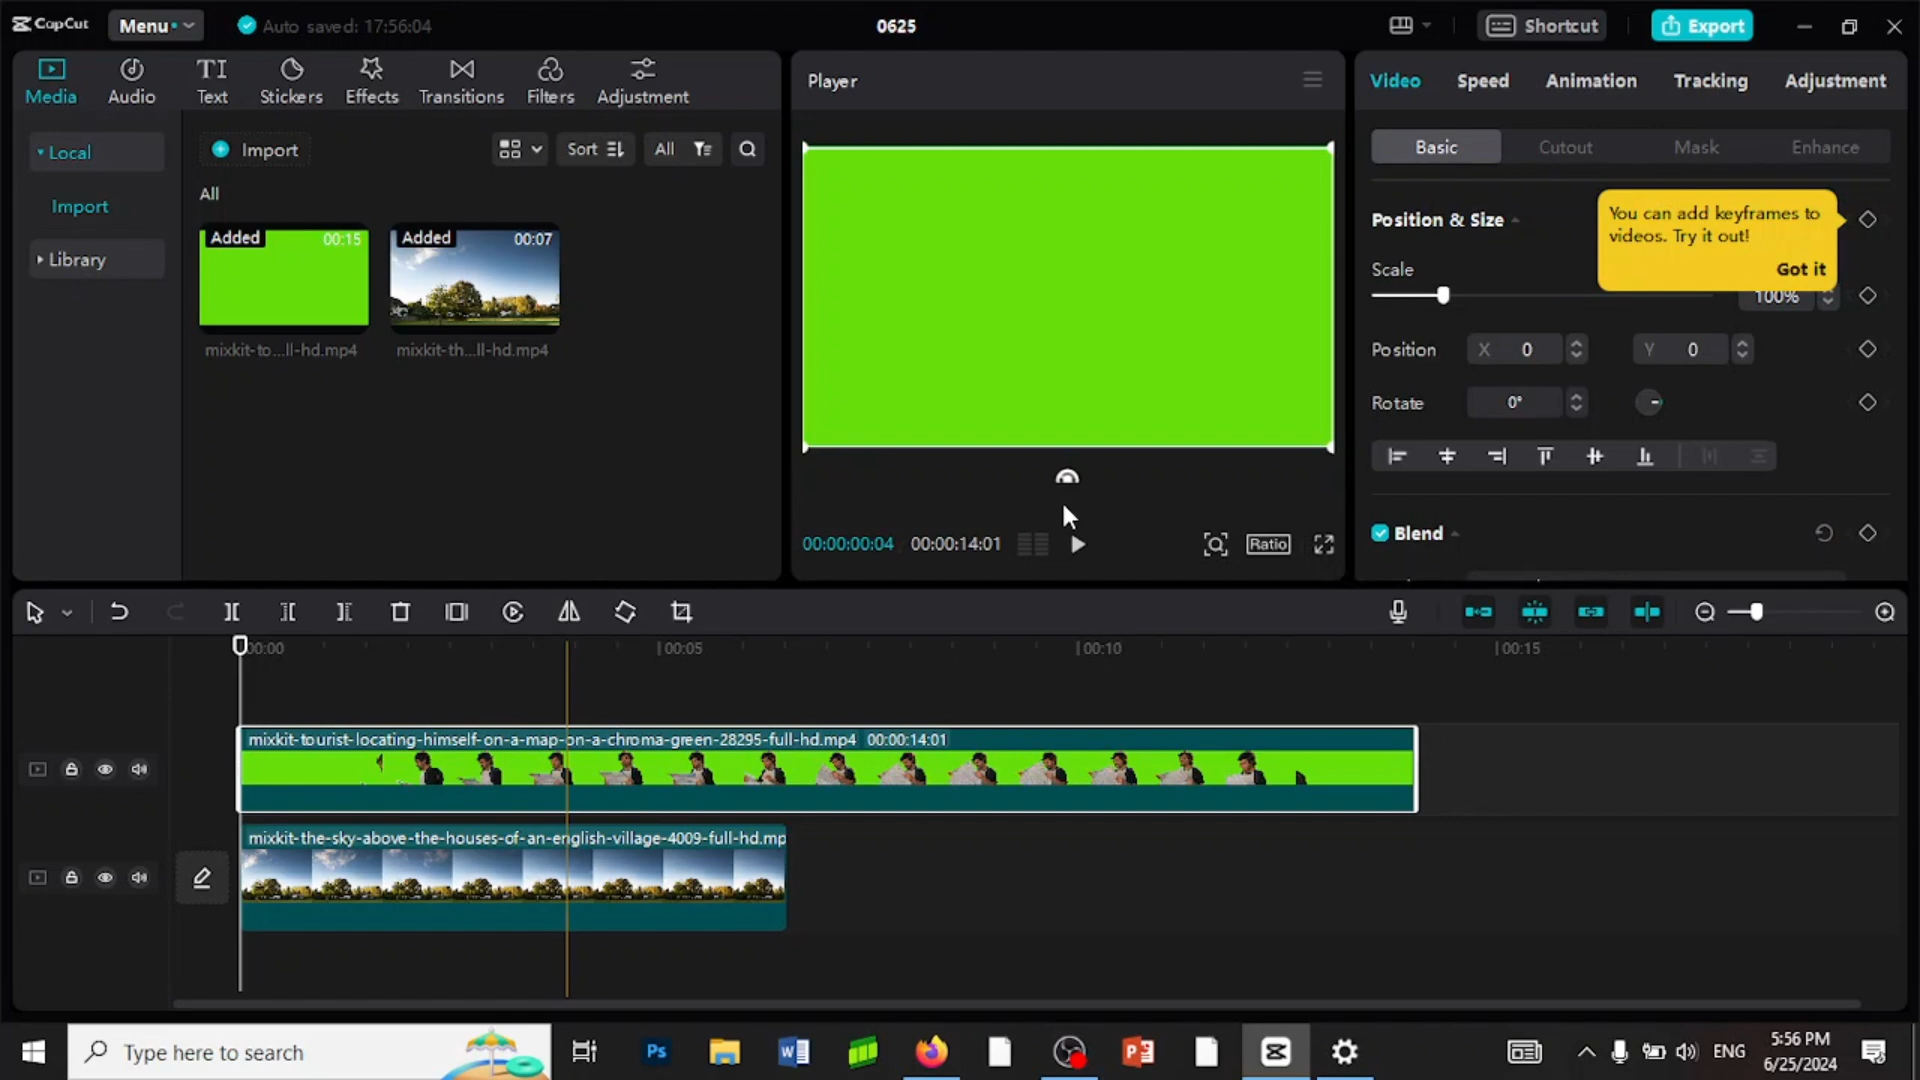 CapCut
Menu
Auto saved: 17:56:04
0625
Shortcut
Export
Media
Audio
TI
Text
Stickers
Effects
Transitions
Filters
Adjustment
Player
Video
Speed
Animation
Tracking
Adjustment
Local
Import
Library
Import
Sort
All
All
Added
00:15
mixkit-to...ll-hd.mp4
Added
00:07
mixkit-th...ll-hd.mp4
00:00:00:04
00:00:14:01
Ratio
Basic
Cutout
Mask
Enhance
Position & Size
You can add keyframes to
videos. Try it out!
Got it
Scale
100%
Position
X 0
Y 0
Rotate
0°
Blend
00:00
00:05
00:10
00:15
mixkit-tourist-locating-himself-on-a-map-on-a-chroma-green-28295-full-hd.mp4 00:00:14:01
mixkit-the-sky-above-the-houses-of-an-english-village-4009-full-hd.mp
Type here to search
Ps
ENG
5:56 PM
6/25/2024